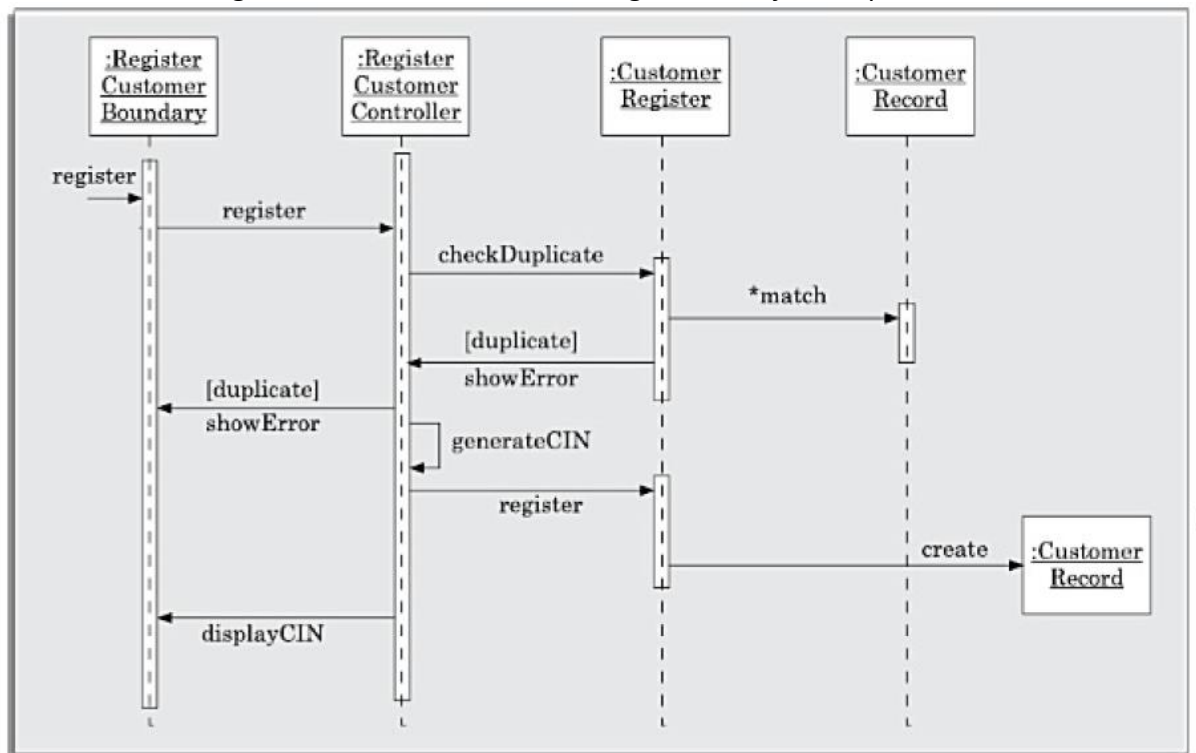 :Register
Customer
Boundary
:Register
Customer
Controller
:Customer
Register
:Customer
Record
register
register
checkDuplicate
*match
[duplicate]
showError
[duplicate]
showError
generateCIN
register
create
:Customer
Record
displayCIN